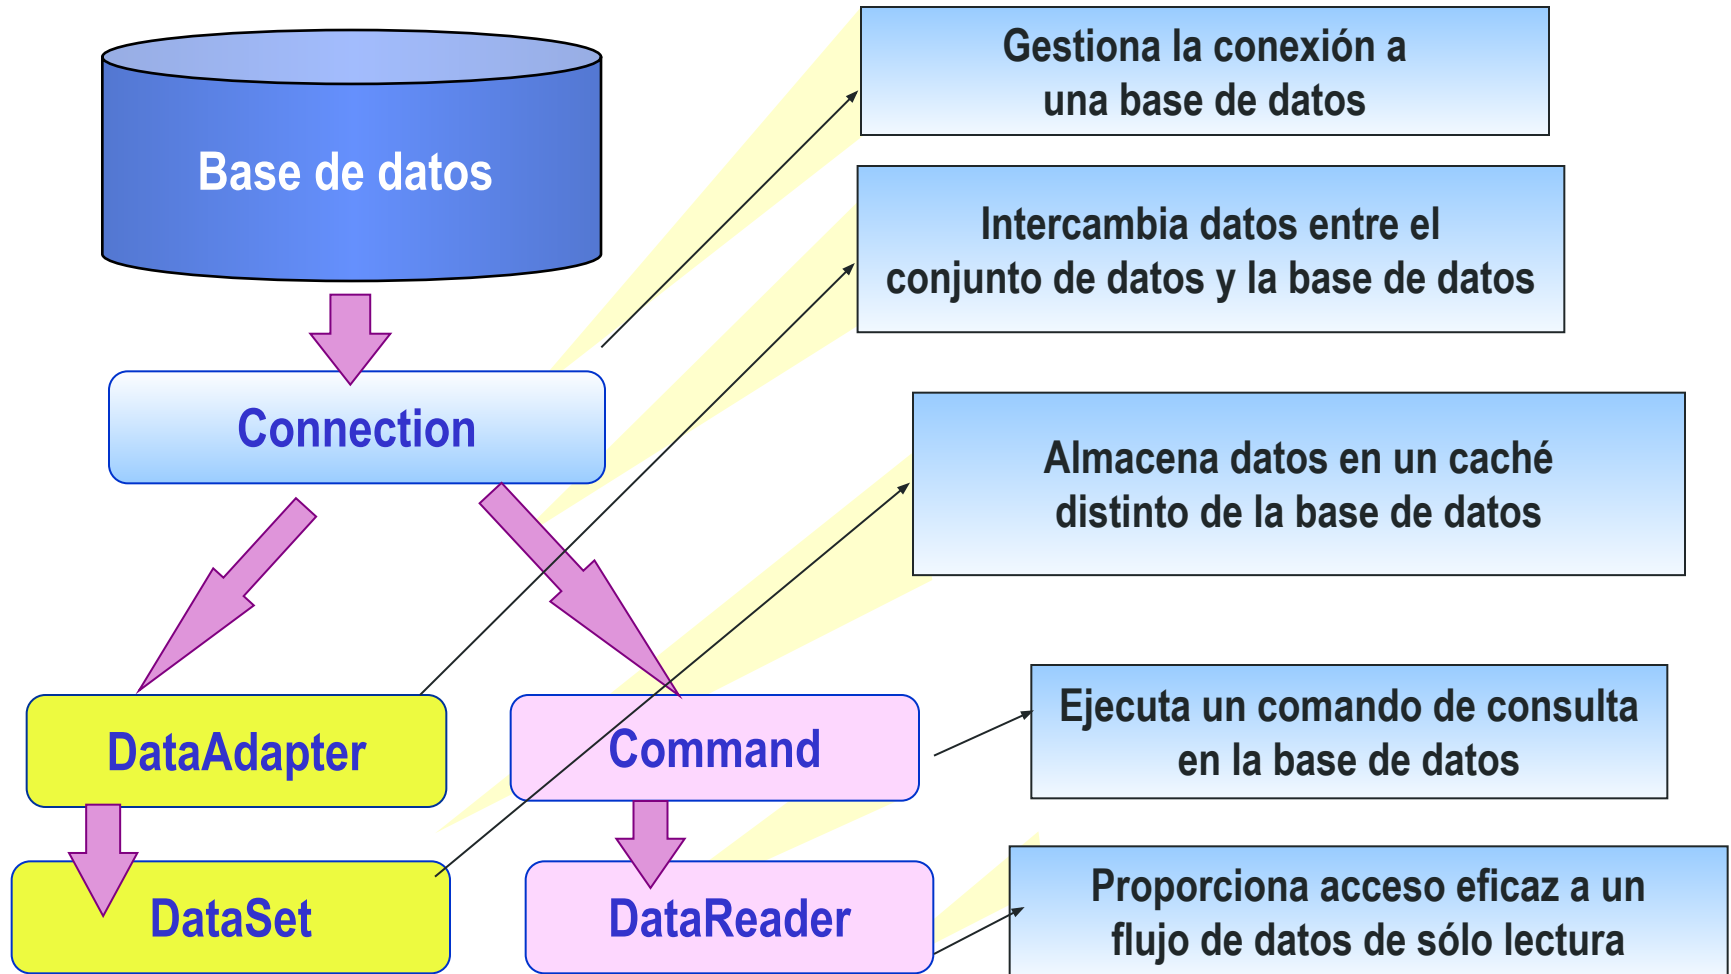 Base de datos
Gestiona la conexión a
una base de datos
Intercambia datos entre el
conjunto de datos y la base de datos
Connection
Almacena datos en un caché
distinto de la base de datos
DataAdapter
Command
Ejecuta un comando de consulta
en la base de datos
DataSet
DataReader
Proporciona acceso eficaz a un
flujo de datos de sólo lectura